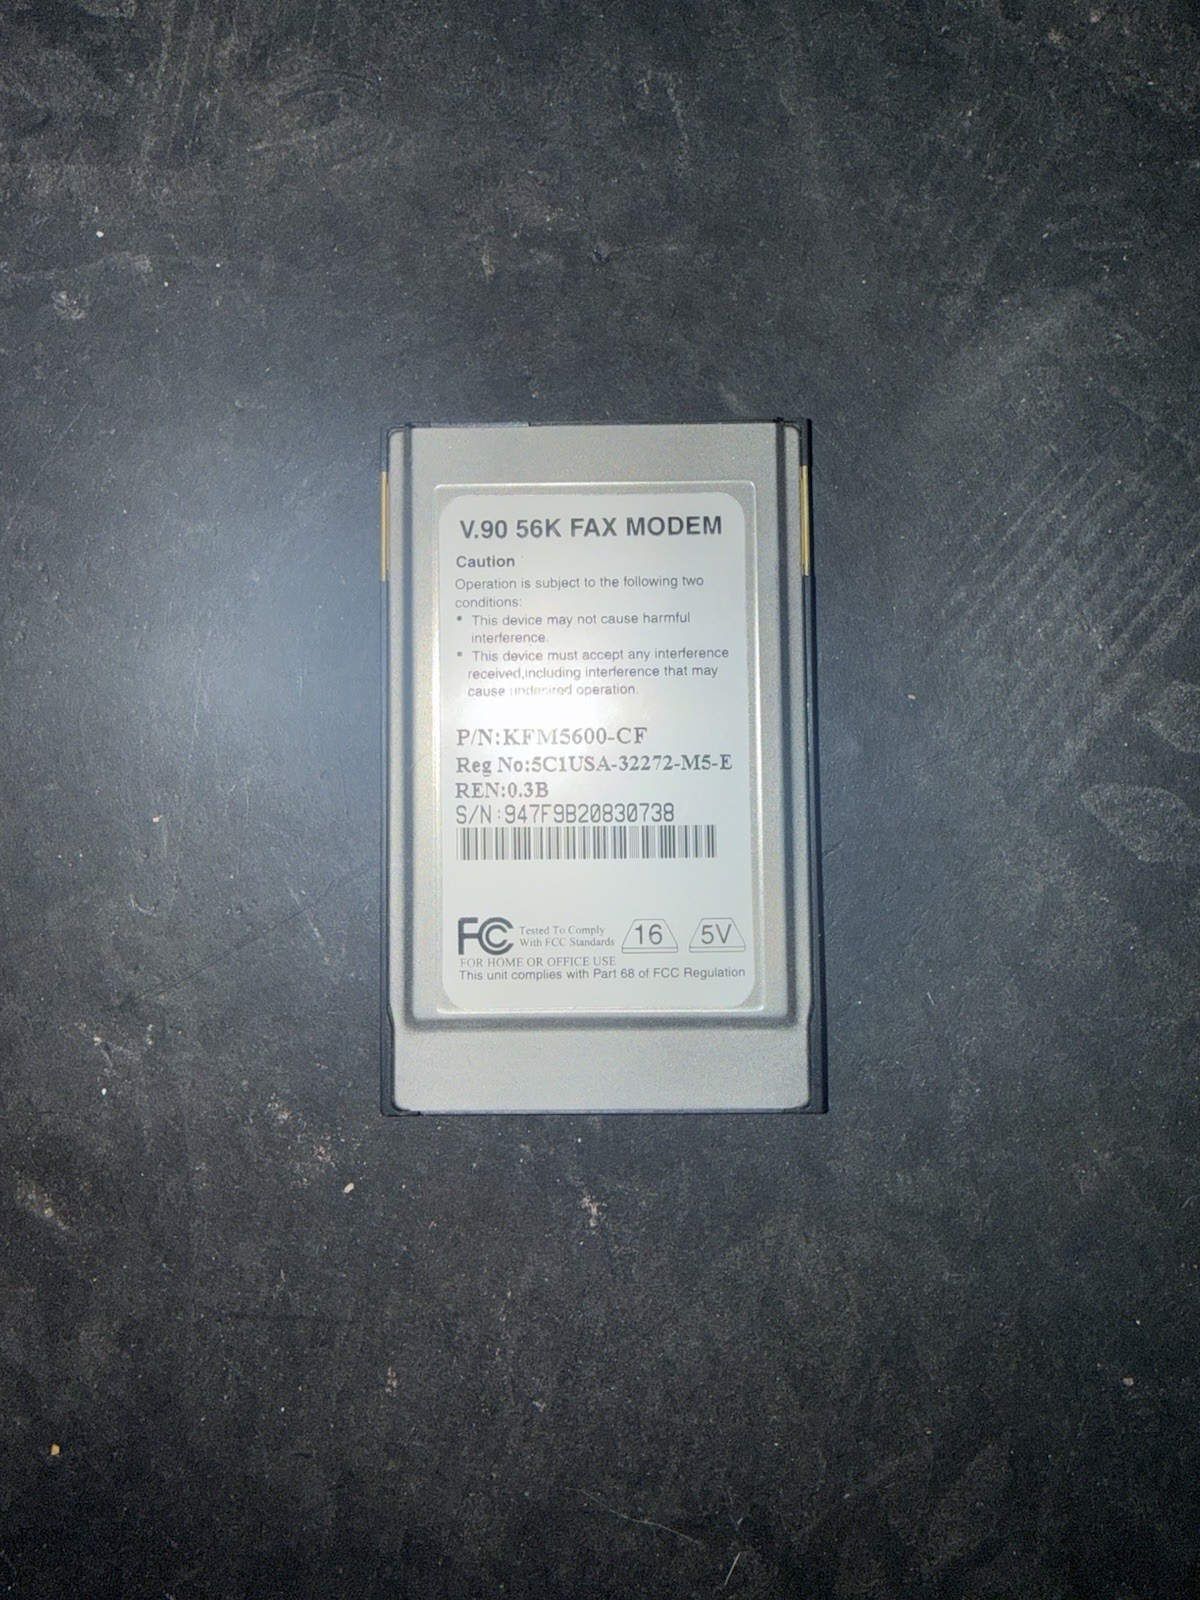 V.90 56K FAX MODEM
Caution
Operation is subject to the following two
conditions:
• This device may not cause harmful
interference.
• This device must accept any interference
received,including interference that may
cause undesired operation.
P/N:KFM5600-CF
Reg No:5C1USA-32272-M5-E
REN:0.3B
S/N:947F9B20830738
FC Tested To Comply
With FCC Standards
16 5V
FOR HOME OR OFFICE USE
This unit complies with Part 68 of FCC Regulation